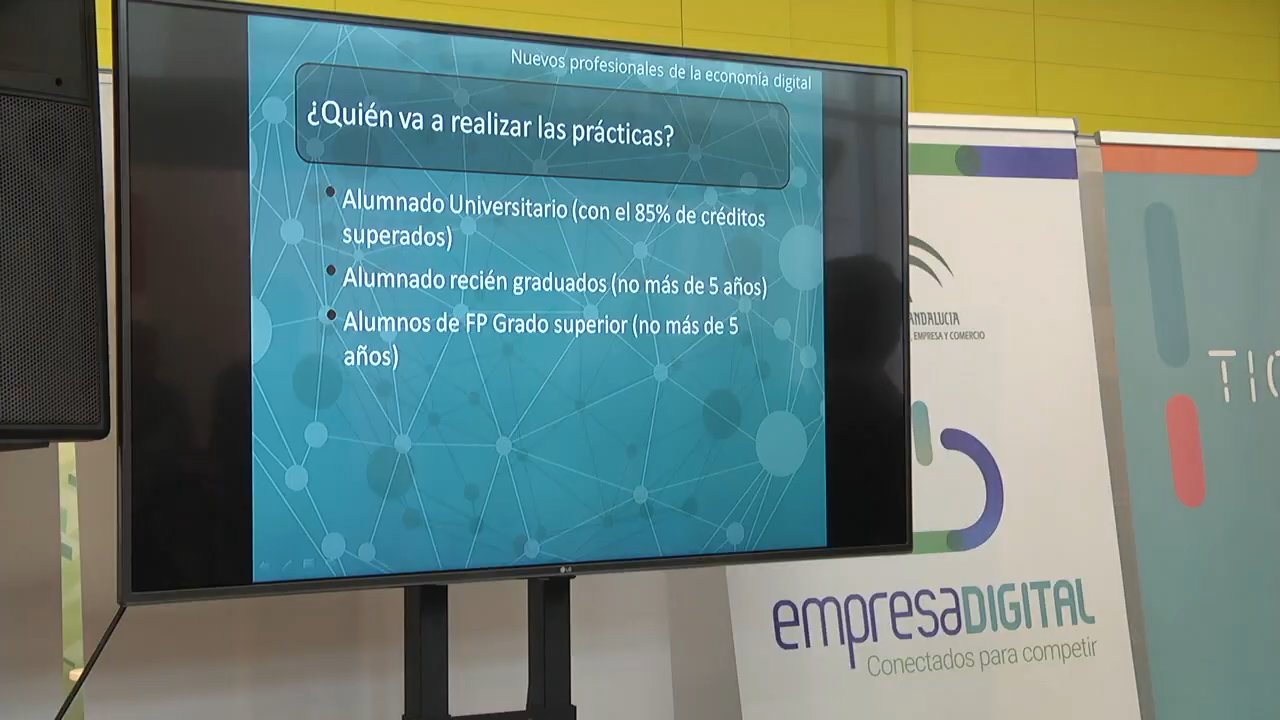 Nuevos profesionales de la economía digital
¿Quién va a realizar las prácticas?
Alumnado Universitario (con el 85% de créditos
superados)
Alumnado recién graduados (no más de 5 años)
Alumnos de FP Grado superior (no más de 5
años)
LG
ANDALUCIA
EMPRESA Y COMERCIO
empresaDIGITAL
Conectados para competir
TIC